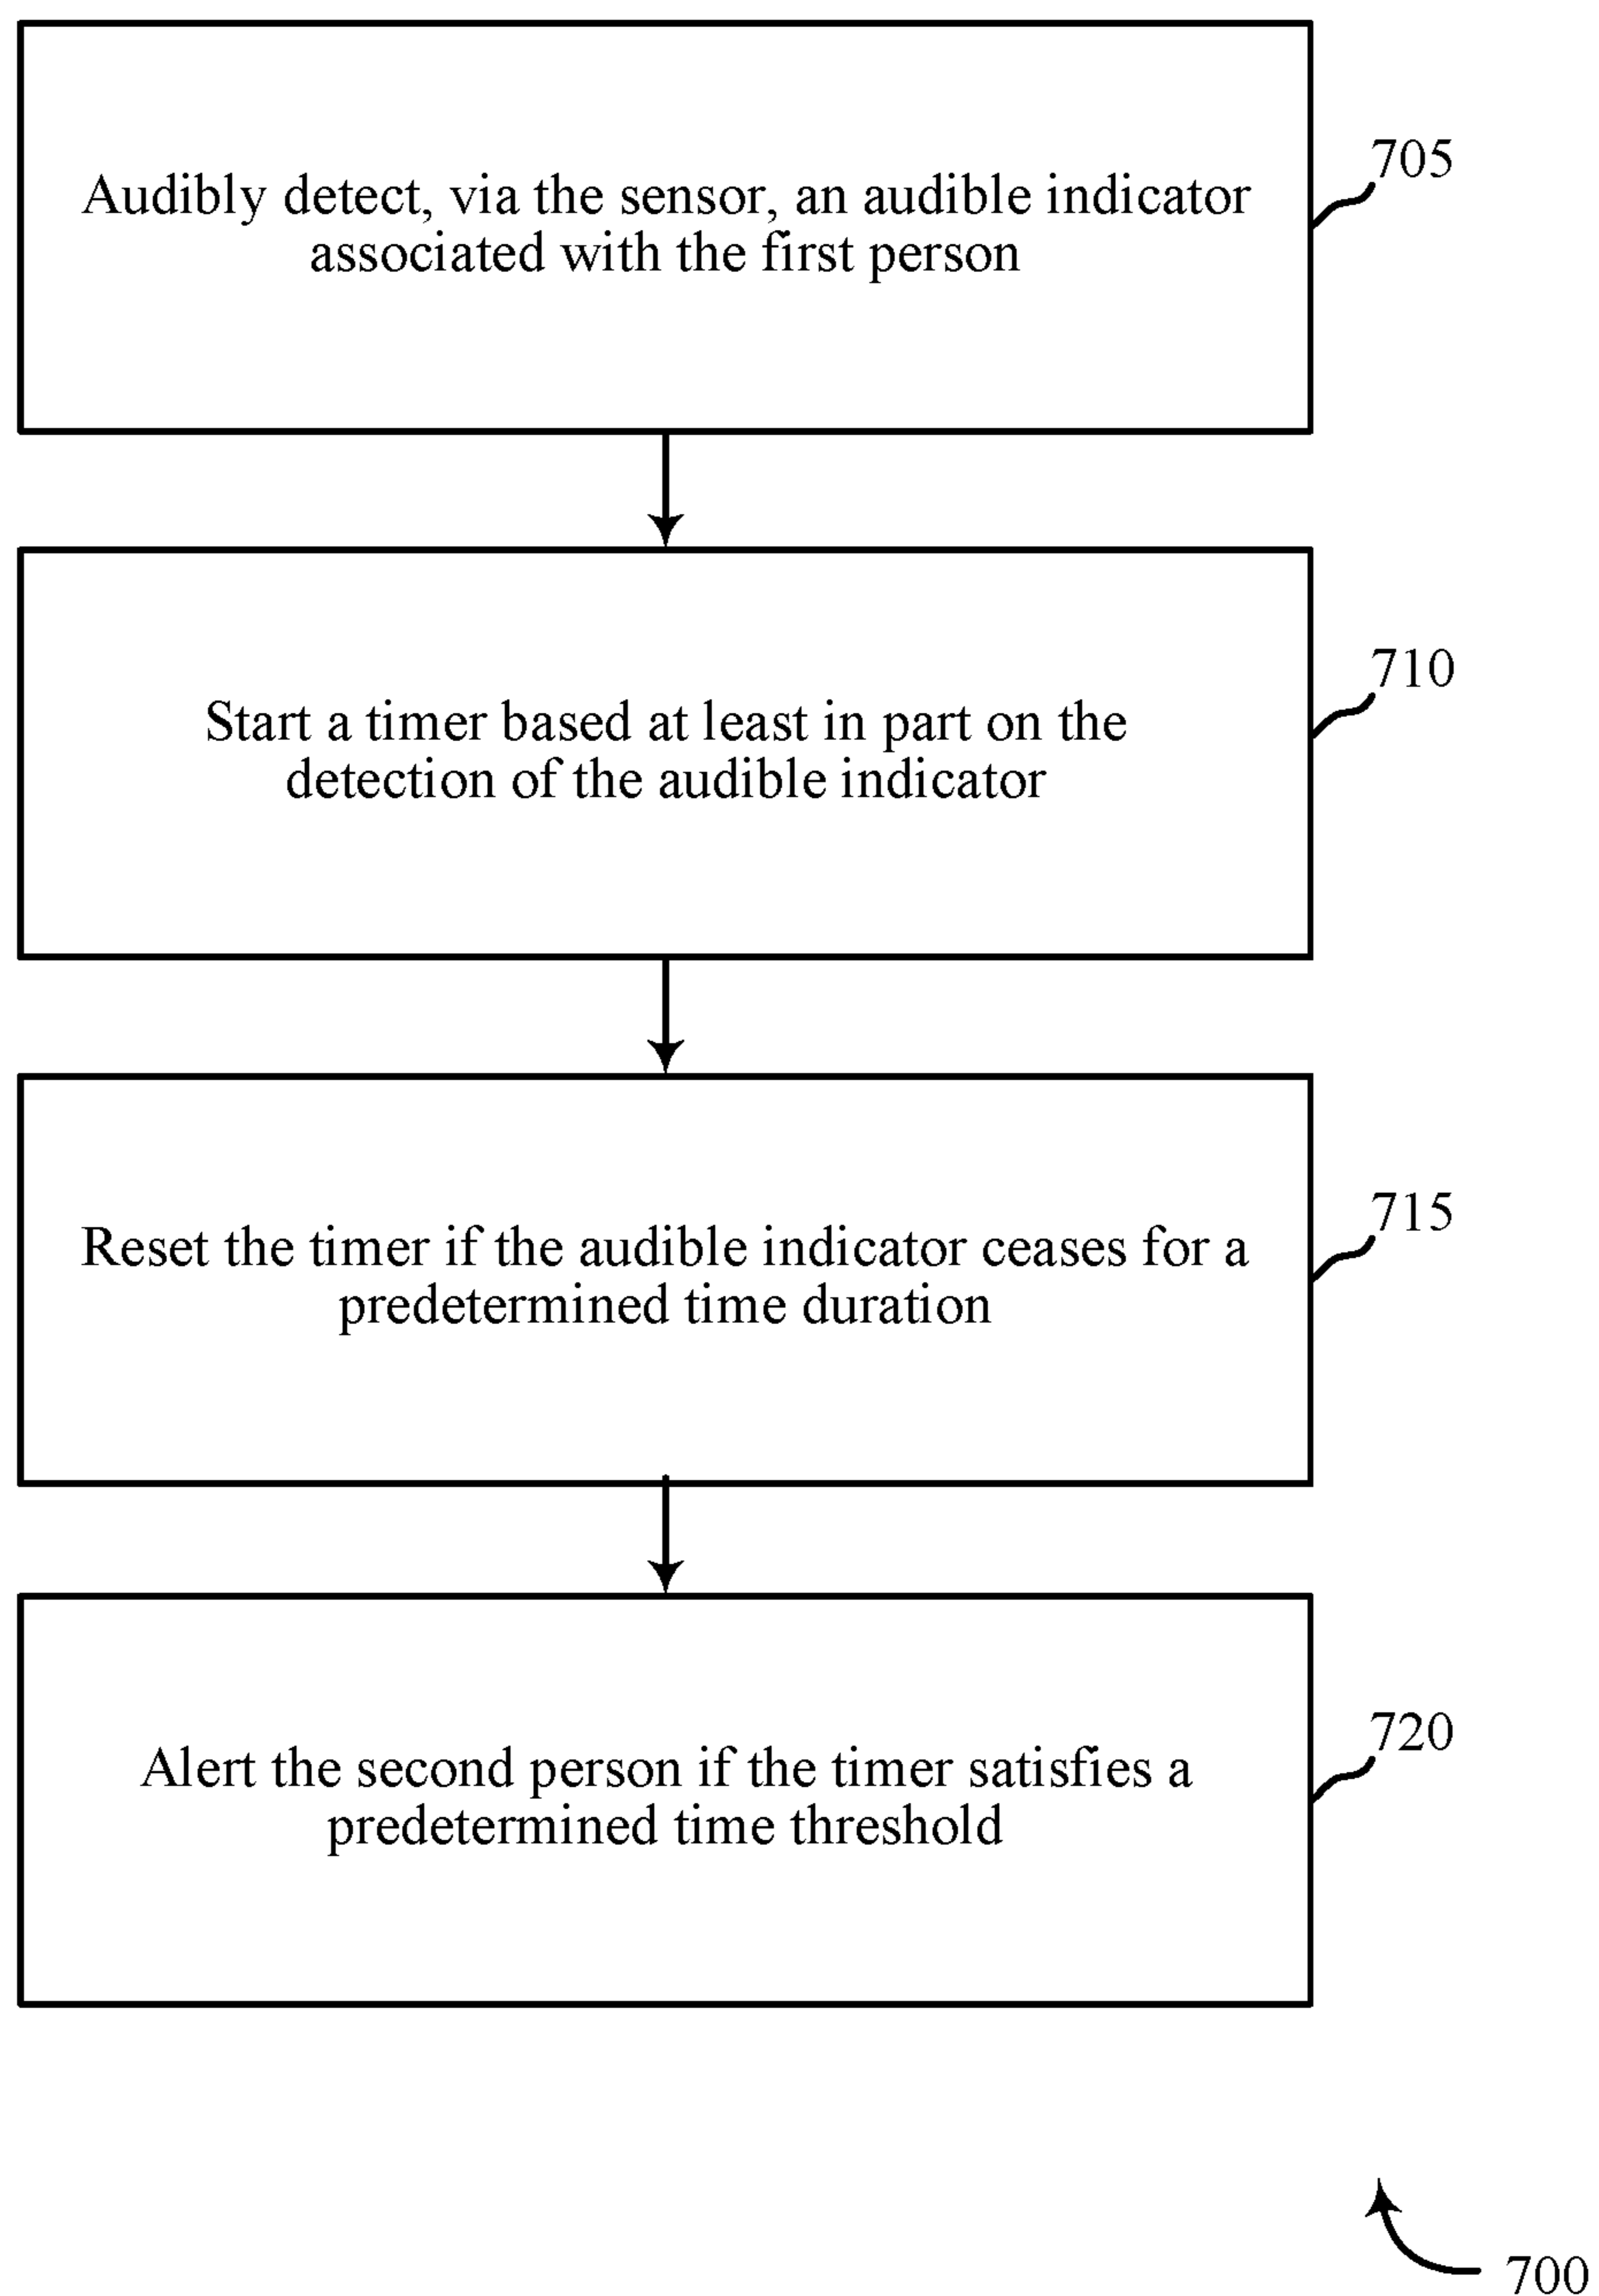 Audibly detect, via the sensor, an audible indicator
associated with the first person
705
Start a timer based at least in part on the
detection of the audible indicator
710
Reset the timer if the audible indicator ceases for a
predetermined time duration
715
Alert the second person if the timer satisfies a
predetermined time threshold
720
700